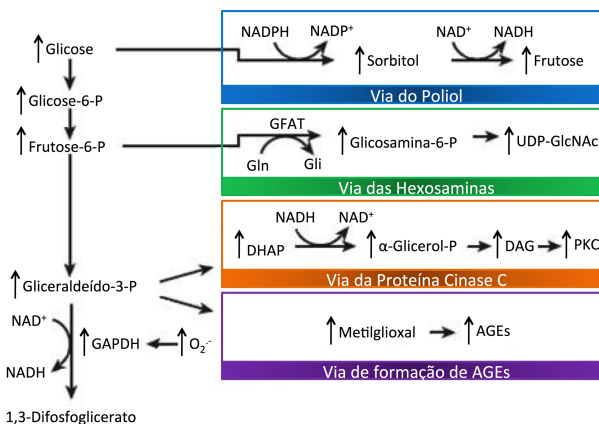 ↑Glicose
↑Glicose-6-P
↑Frutose-6-P
↑Gliceraldeído-3-P
NAD⁺
NADH
↑GAPDH ← ↑O₂·⁻
1,3-Difosfoglicerato
NADPH NADP⁺ NAD⁺ NADH
↑Sorbitol ↑Frutose
Via do Poliol
GFAT
Gln Gli
↑Glicosamina-6-P → ↑UDP-GlcNAc
Via das Hexosaminas
NADH NAD⁺
↑DHAP → ↑α-Glicerol-P → ↑DAG → ↑PKC
Via da Proteína Cinase C
↑Metilglioxal → ↑AGEs
Via de formação de AGEs